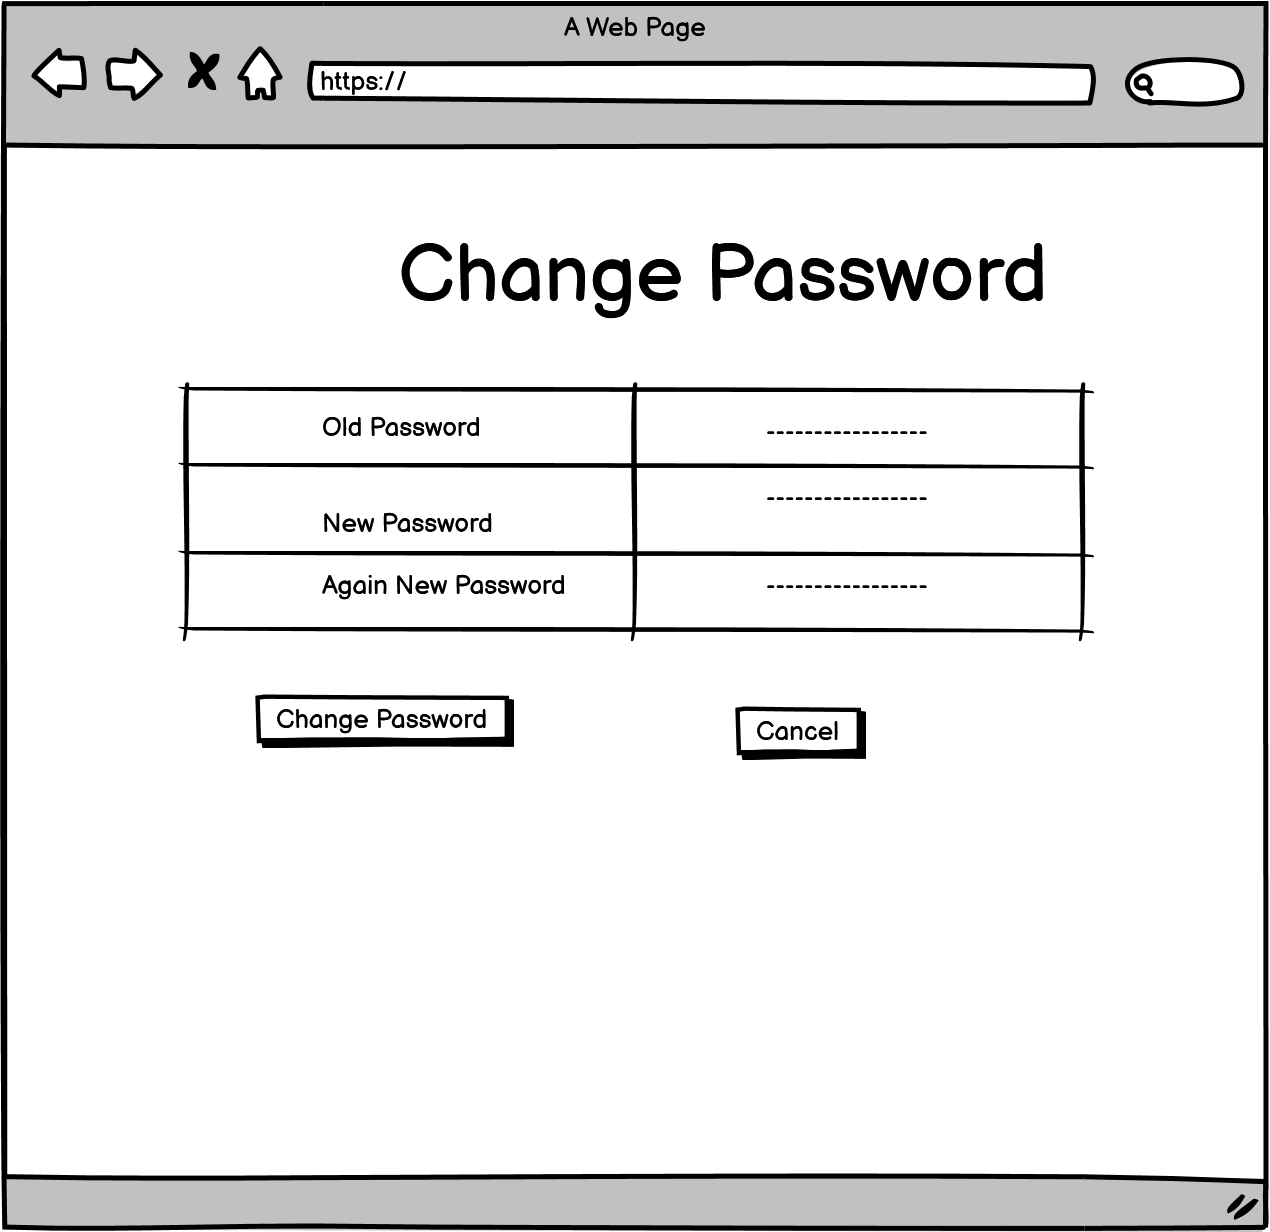 A Web Page
https://
Change Password
Old Password
-----------------
New Password
-----------------
Again New Password
-----------------
Change Password
Cancel